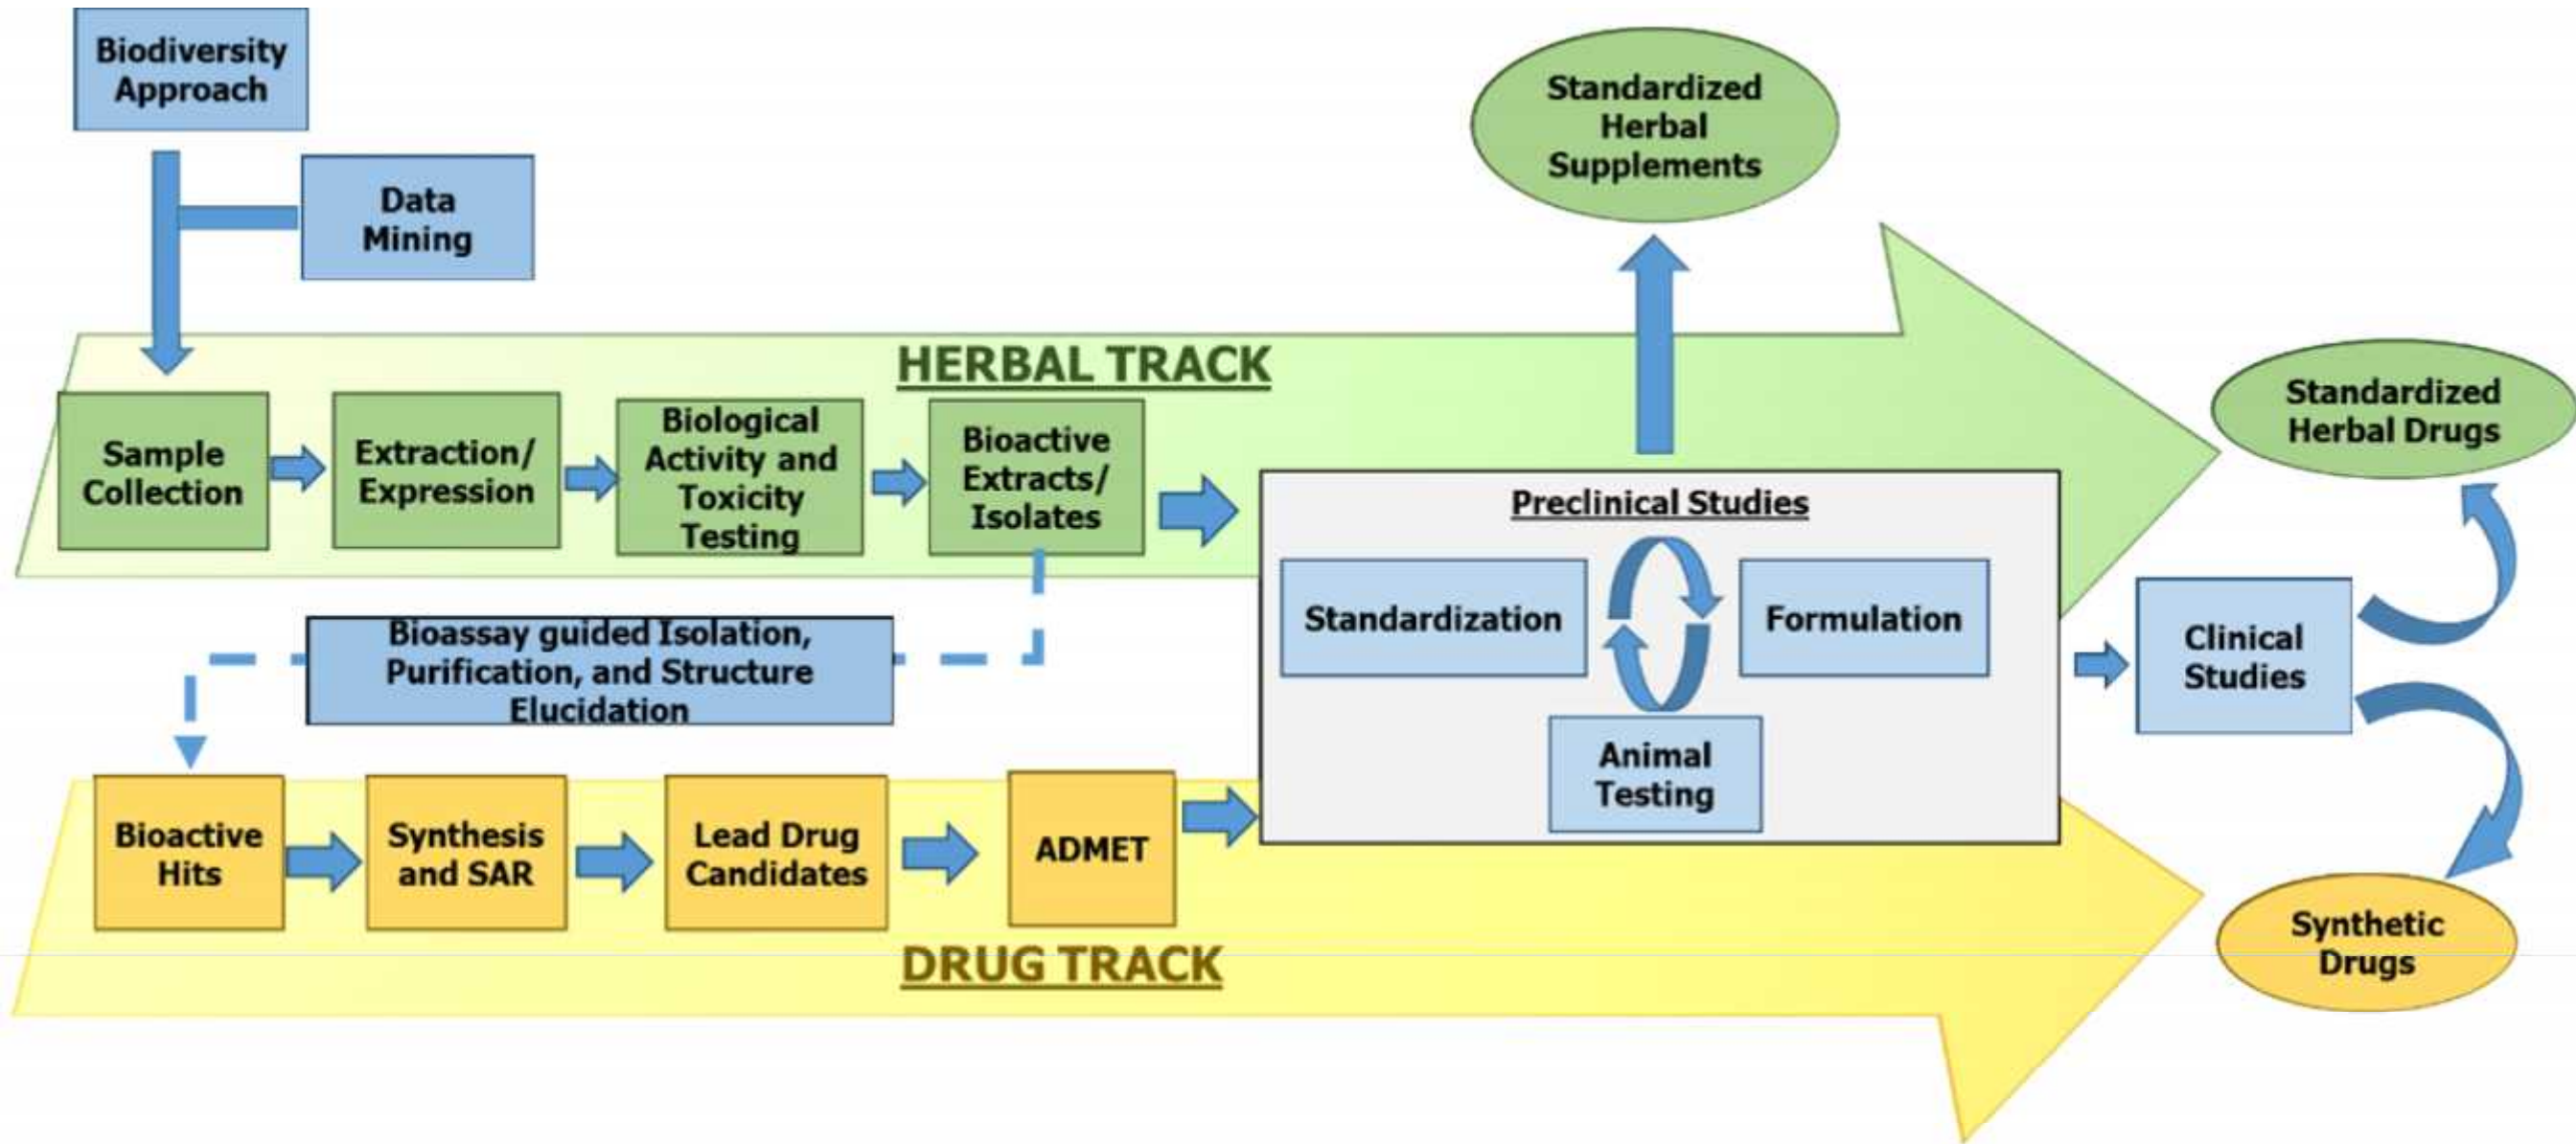 Biodiversity
Approach
Data
Mining
Standardized
Herbal
Supplements
HERBAL TRACK
Sample
Collection
Extraction/
Expression
Biological
Activity and
Toxicity
Testing
Bioactive
Extracts/
Isolates
Preclinical Studies
Standardization
Formulation
Animal
Testing
Clinical
Studies
Standardized
Herbal Drugs
Bioassay guided Isolation,
Purification, and Structure
Elucidation
Bioactive
Hits
Synthesis
and SAR
Lead Drug
Candidates
ADMET
DRUG TRACK
Synthetic
Drugs